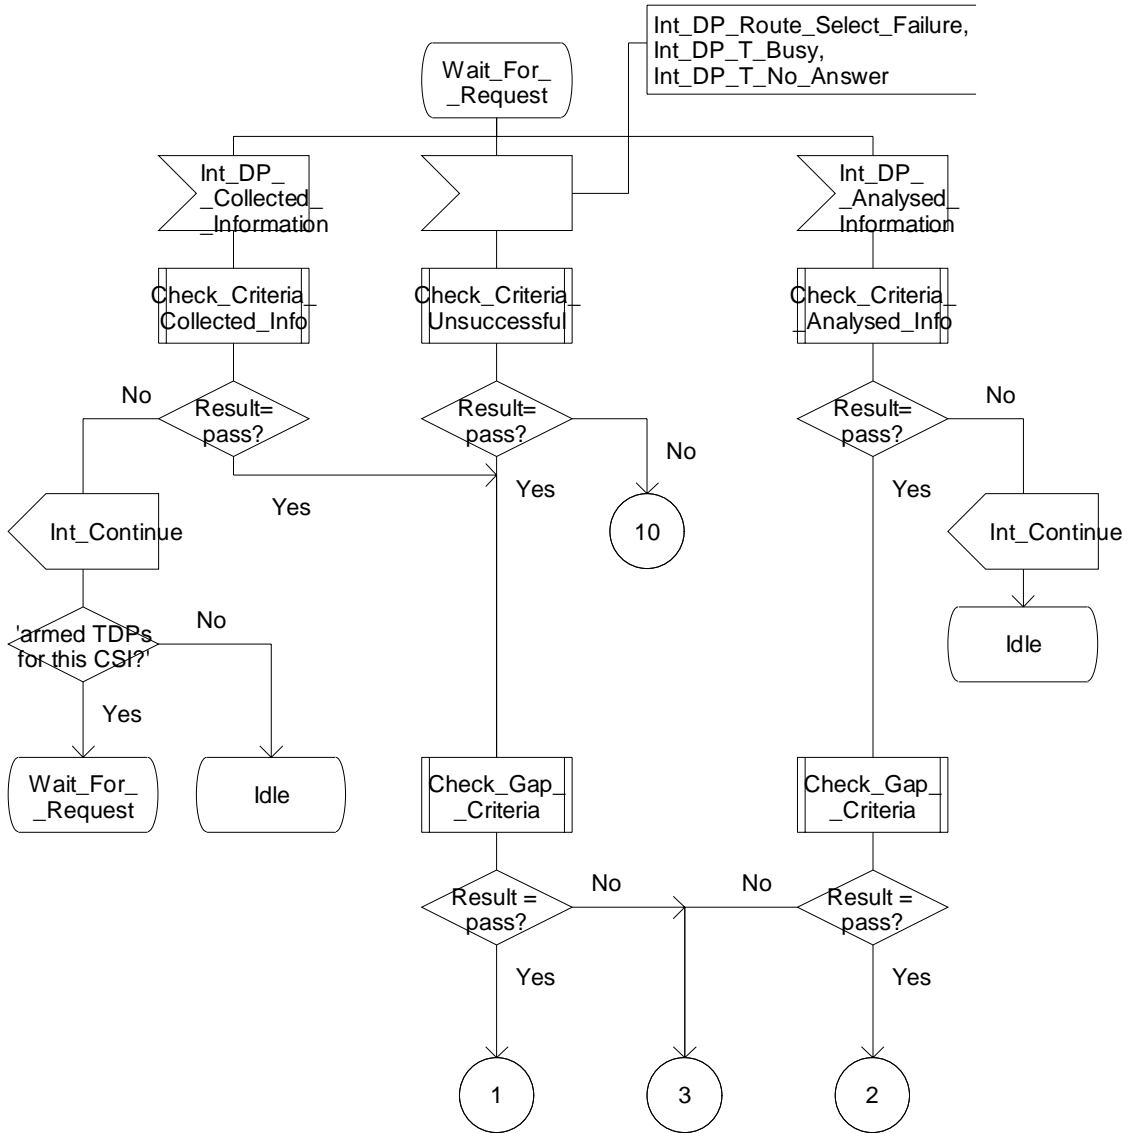 Int_DP_Route_Select_Failure,
Int_DP_T_Busy,
Int_DP_T_No_Answer
Wait_For_
_Request
Int_DP_
_Collected_
_Information
Int_DP_
_Analysed_
Information
Check_Criteria_
Collected_Info
Check_Criteria_
Unsuccessful
Check_Criteria_
_Analysed_Info
No
Result=
pass?
Yes
Result=
pass?
No
Yes
Result=
pass?
No
Yes
Int_Continue
10
Int_Continue
'armed TDPs
for this CSI?'
No
Yes
Idle
Wait_For_
_Request
Idle
Check_Gap_
_Criteria
Check_Gap_
_Criteria
Result =
pass?
No
No
Result =
pass?
Yes
Yes
1
3
2